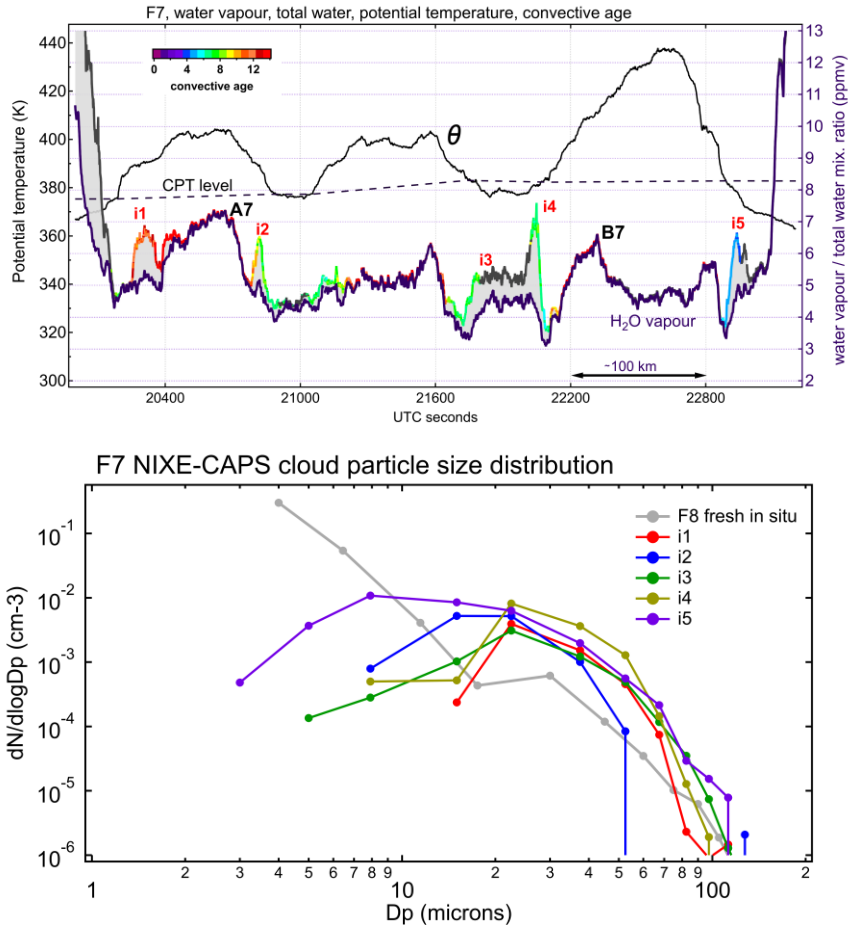 F7, water vapour, total water, potential temperature, convective age
440
420
400
380
360
340
320
300
Potential temperature (K)
0 4 8 12
convective age
θ
CPT level
i1
A7
i2
i3
i4
B7
i5
H2O vapour
~100 km
13
12
11
10
9
8
7
6
5
4
3
2
water vapour / total water mix. ratio (ppmv)
20400 21000 21600 22200 22800
UTC seconds
F7 NIXE-CAPS cloud particle size distribution
10-1
10-2
10-3
10-4
10-5
10-6
dN/dlogDp (cm-3)
F8 fresh in situ
i1
i2
i3
i4
i5
2 3 4 5 6 7 8 9 2 3 4 5 6 7 8 9 2
1 10 100
Dp (microns)